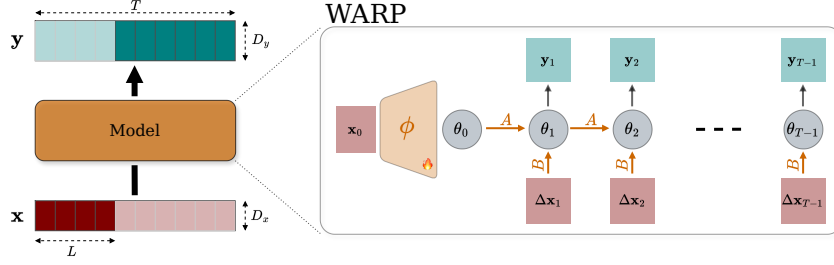 T
WARP
y
D_y
y_1
y_2
y_{T−1}
Model
x_0
ϕ
θ_0
A
θ_1
A
θ_2
θ_{T−1}
B
B
B
x
D_x
Δx_1
Δx_2
Δx_{T−1}
L